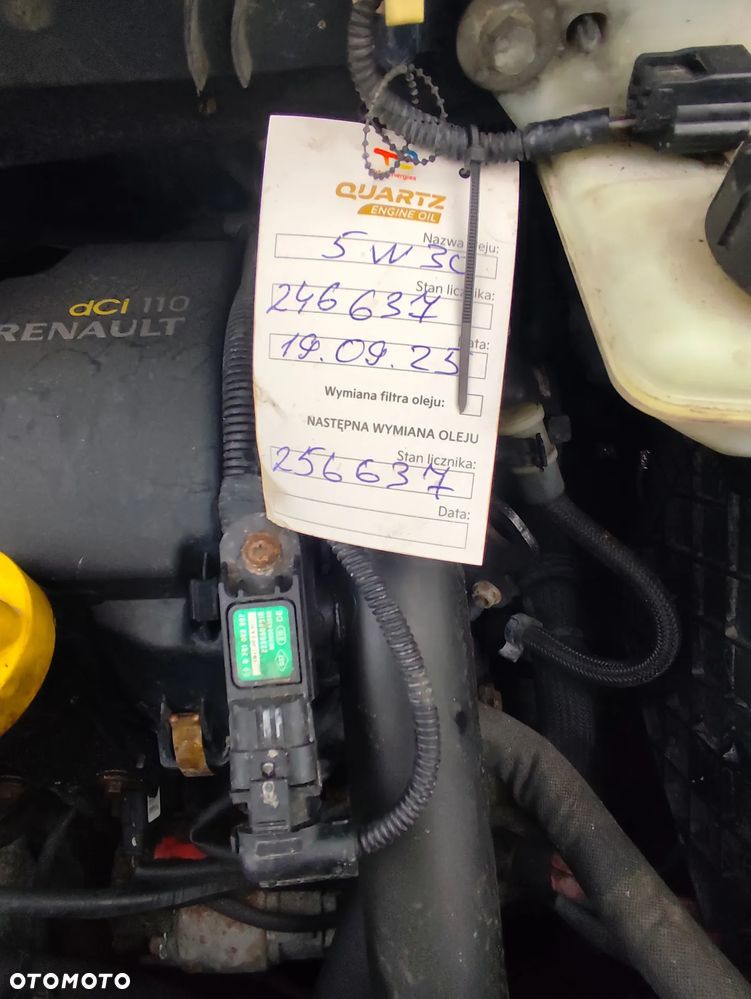 QUARTZ
ENGINE OIL
Nazwa oleju:
5W30
Stan licznika:
246637
Data:
19.09.25
Wymiana filtra oleju:
NASTĘPNA WYMIANA OLEJU
Stan licznika:
256637
Data:
dCi 110
RENAULT
OTOMOTO